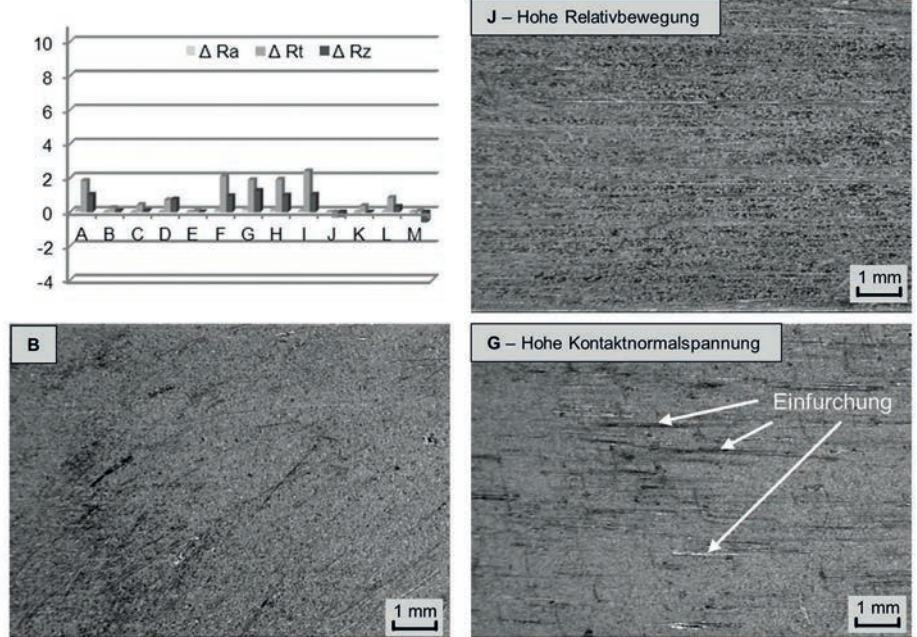 10
8
6
4
2
0
-2
-4
Δ Ra Δ Rt Δ Rz
A B C D E F G H I J K L M
J – Hohe Relativbewegung
1 mm
B
1 mm
G – Hohe Kontaktnormalspannung
Einfurchung
1 mm